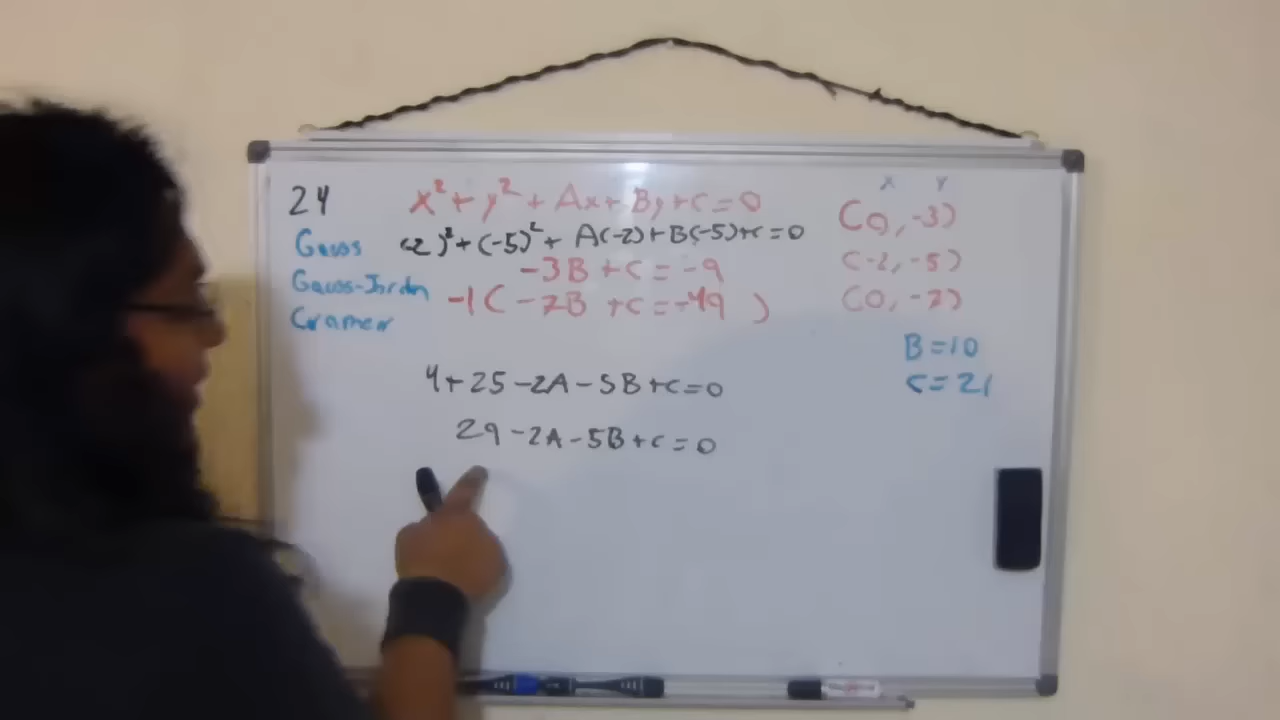 24
x² + y² + Ax + By + C = 0
(-2)² + (-5)² + A(-2) + B(-5) + C = 0
-3B + C = -9
-1( -7B + C = -49 )
4 + 25 - 2A - 5B + C = 0
29 - 2A - 5B + C = 0
Gauss
Gauss-Jordan
Cramer
x y
(0, -3)
(-2, -5)
(0, -7)
B = 10
C = 21